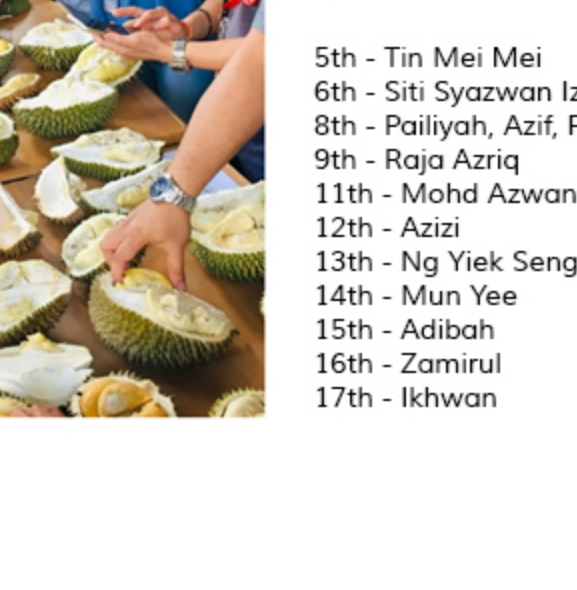 5th - Tin Mei Mei
6th - Siti Syazwan
8th - Pailiyah, Azif,
9th - Raja Azriq
11th - Mohd Azwan
12th - Azizi
13th - Ng Yiek Seng
14th - Mun Yee
15th - Adibah
16th - Zamirul
17th - Ikhwan